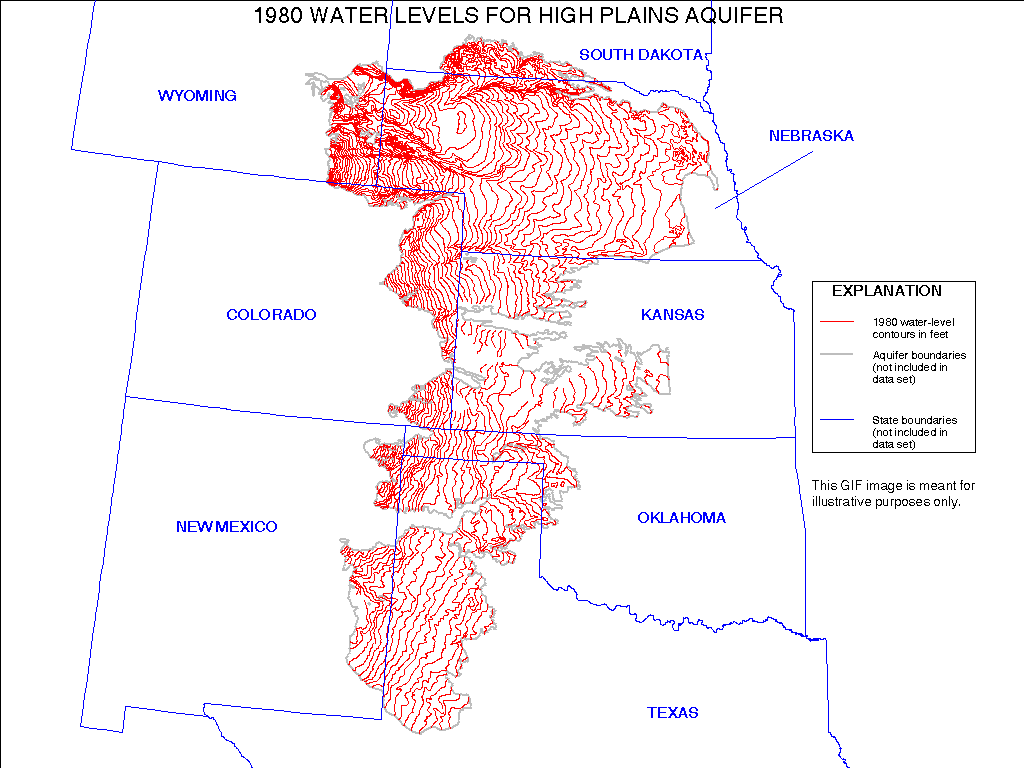 1980 WATER LEVELS FOR HIGH PLAINS AQUIFER
SOUTH DAKOTA
WYOMING
NEBRASKA
COLORADO
KANSAS
EXPLANATION
1980 water-level
contours in feet
Aquifer boundaries
(not included in
data set)
State boundaries
(not included in
data set)
This GIF image is meant for
illustrative purposes only.
NEW MEXICO
OKLAHOMA
TEXAS